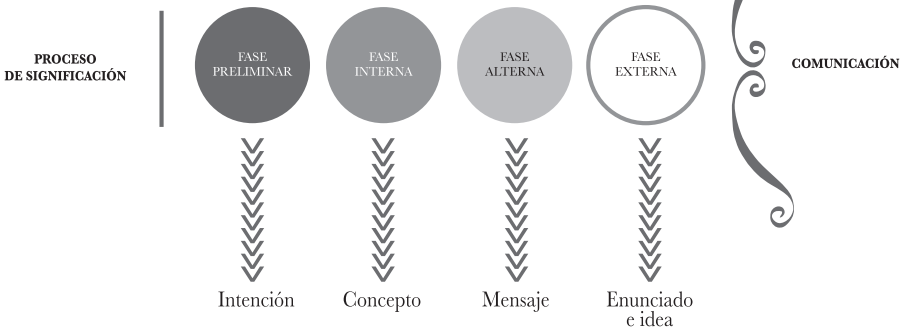 PROCESO
DE SIGNIFICACIÓN
FASE
PRELIMINAR
FASE
INTERNA
FASE
ALTERNA
FASE
EXTERNA
COMUNICACIÓN
Intención
Concepto
Mensaje
Enunciado
e idea